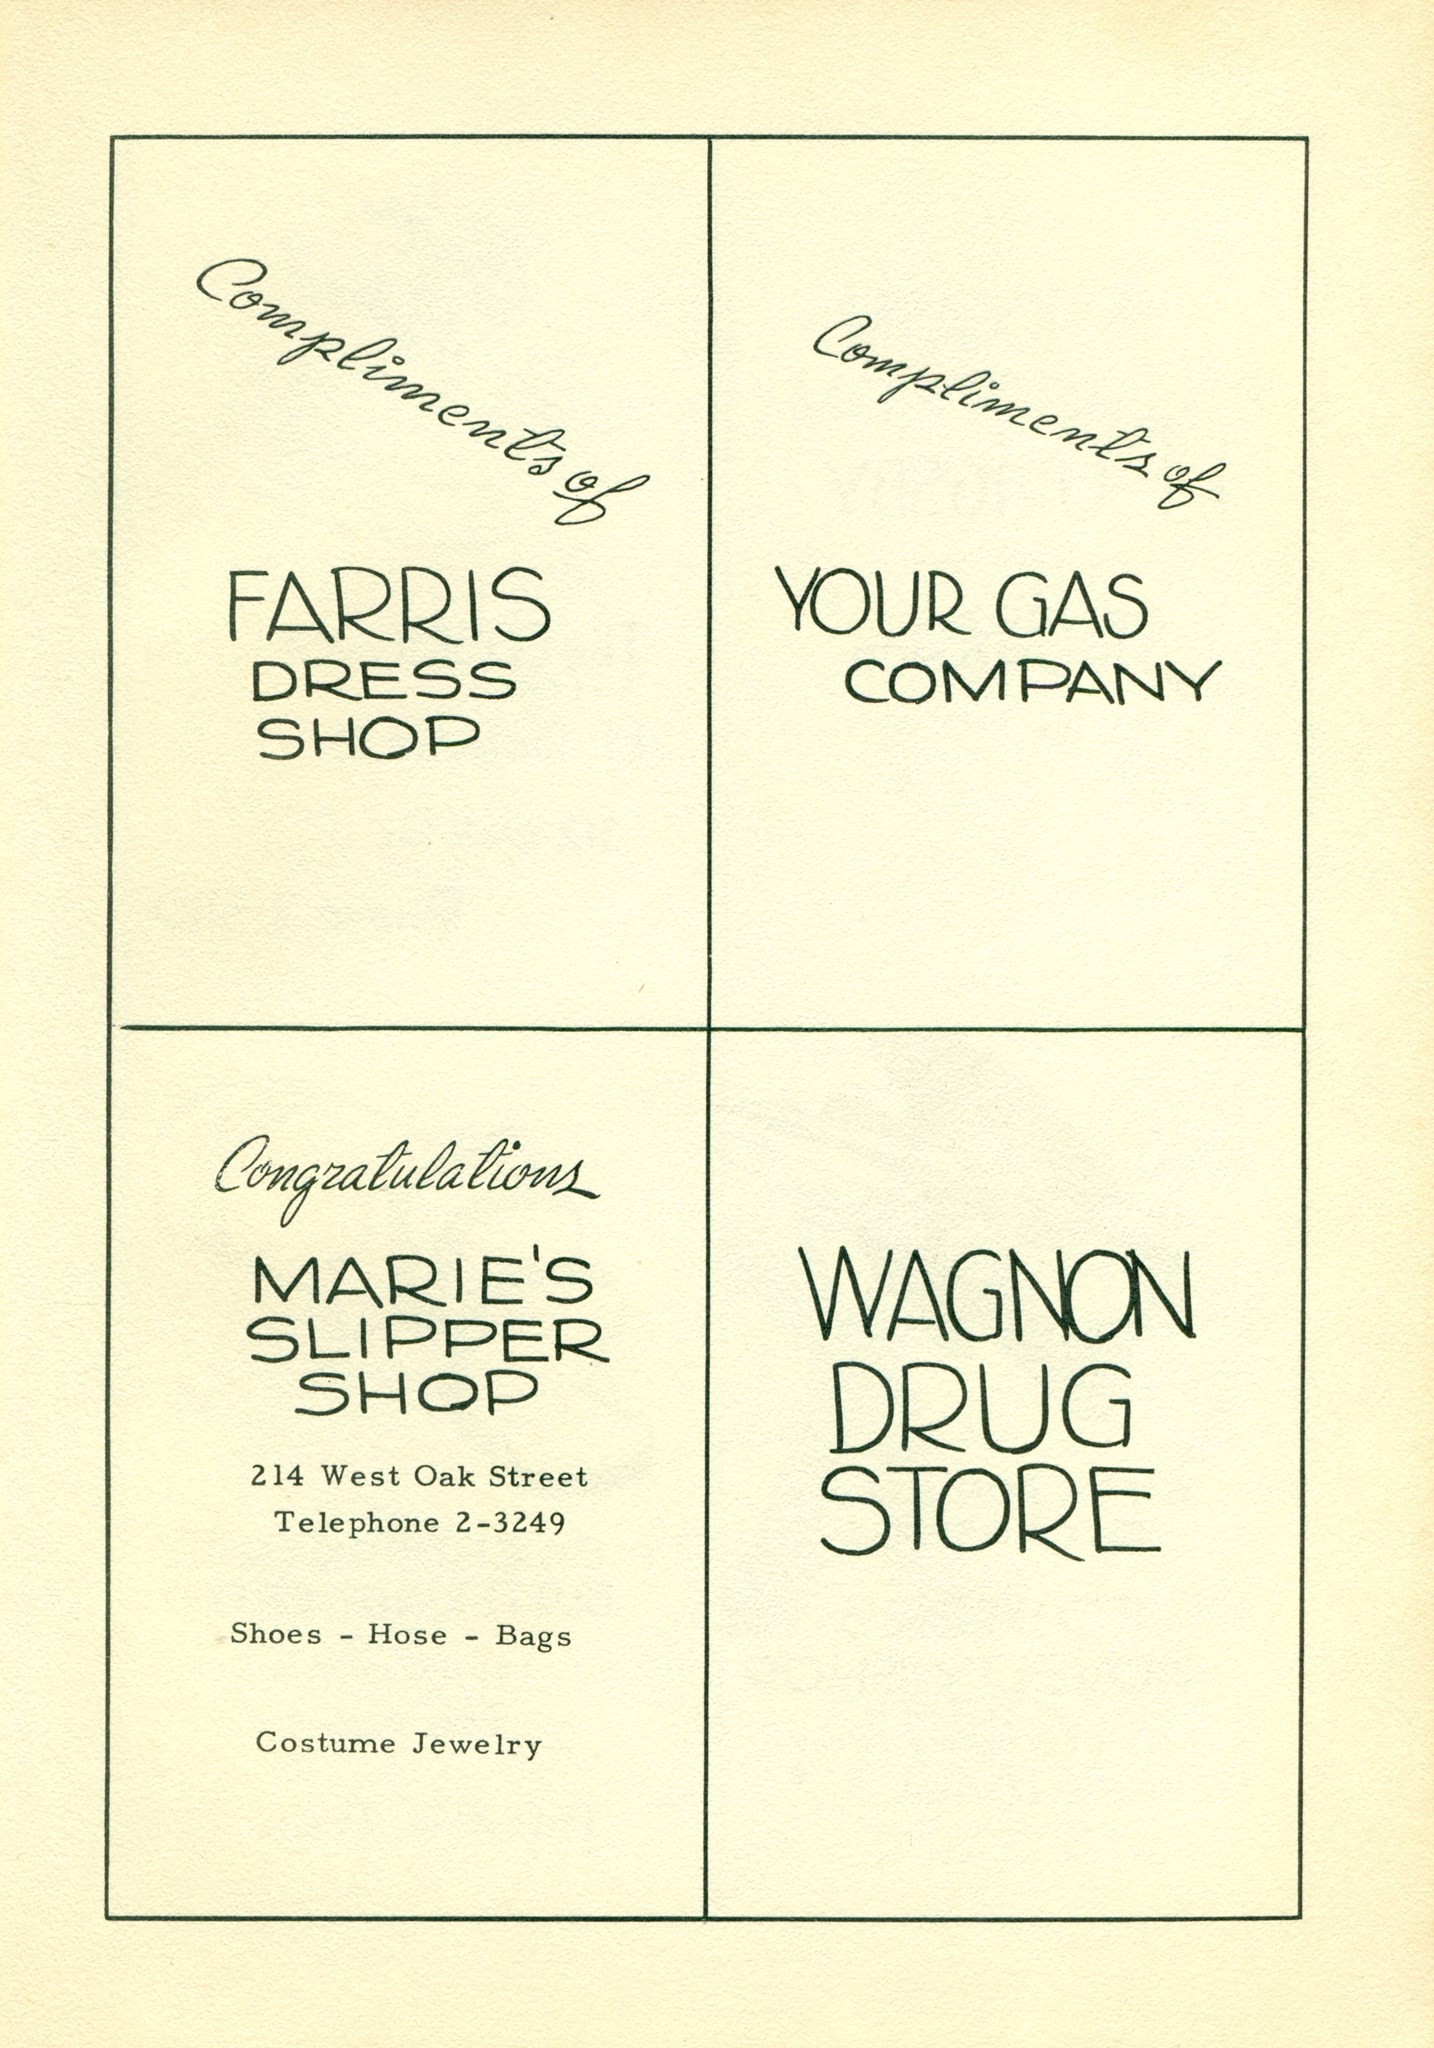 Compliments of
FARRIS
DRESS
SHOP
Compliments of
YOUR GAS
COMPANY
Congratulations
MARIE'S
SLIPPER
SHOP
214 West Oak Street
Telephone 2-3249
Shoes - Hose - Bags
Costume Jewelry
WAGNON
DRUG
STORE